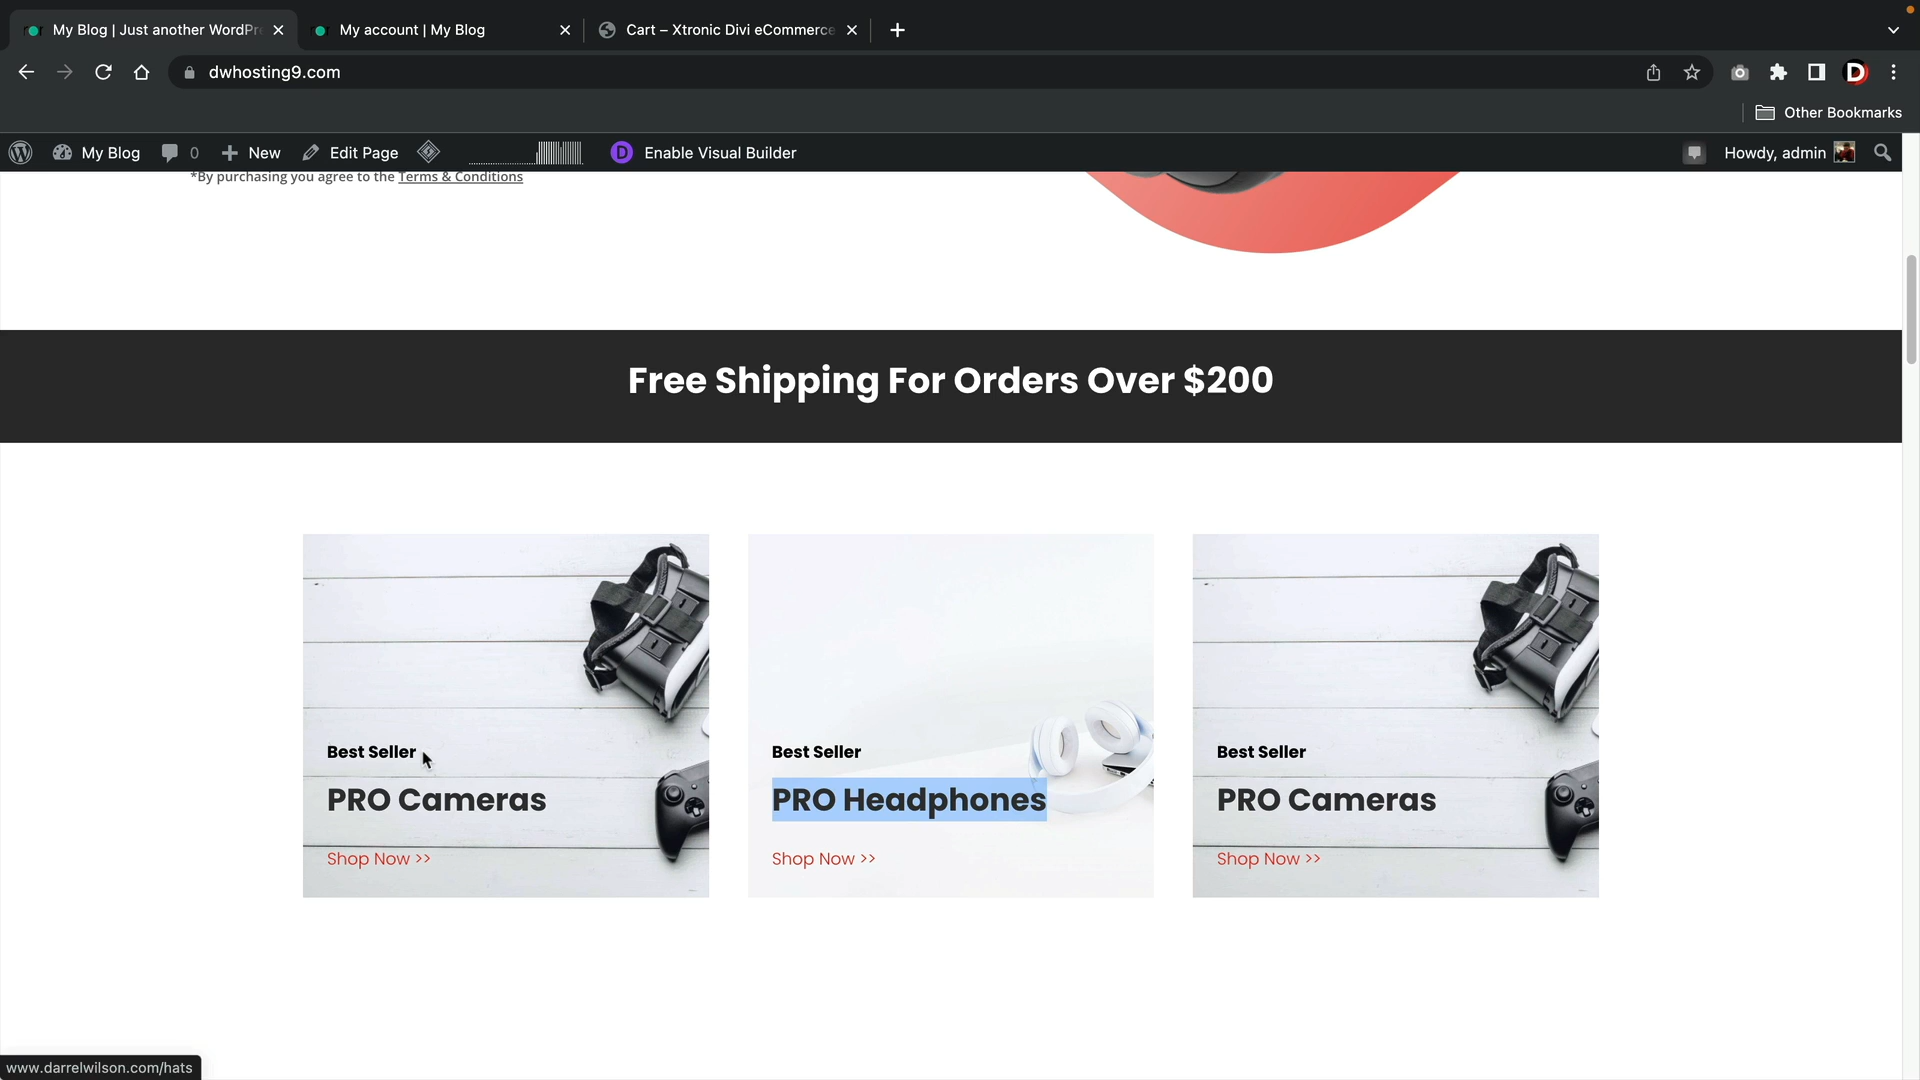 My Blog | Just another WordPr
My account | My Blog
Cart – Xtronic Divi eCommerce
dwhosting9.com
Other Bookmarks
My Blog
0
New
Edit Page
D
Enable Visual Builder
Howdy, admin
*By purchasing you agree to the Terms & Conditions
Free Shipping For Orders Over $200
Best Seller
PRO Cameras
Shop Now >>
Best Seller
PRO Headphones
Shop Now >>
Best Seller
PRO Cameras
Shop Now >>
www.darrelwilson.com/hats